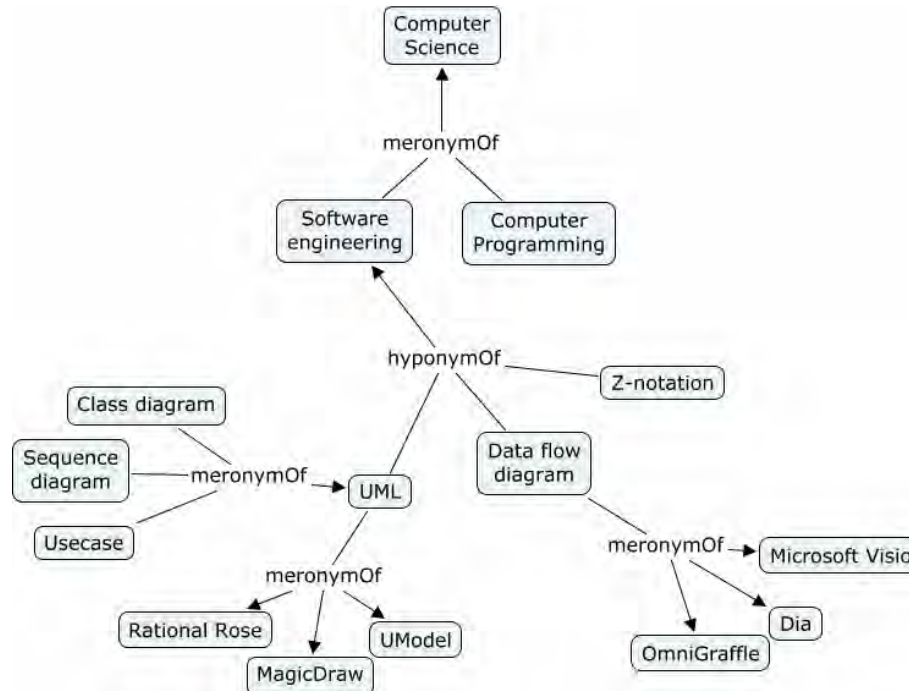 Computer
Science
meronymOf
Software
engineering
Computer
Programming
hyponymOf
Z-notation
Class diagram
Sequence
diagram
meronymOf
UML
Data flow
diagram
Usecase
meronymOf
Microsoft Visio
meronymOf
Rational Rose
UModel
MagicDraw
Dia
OmniGraffle